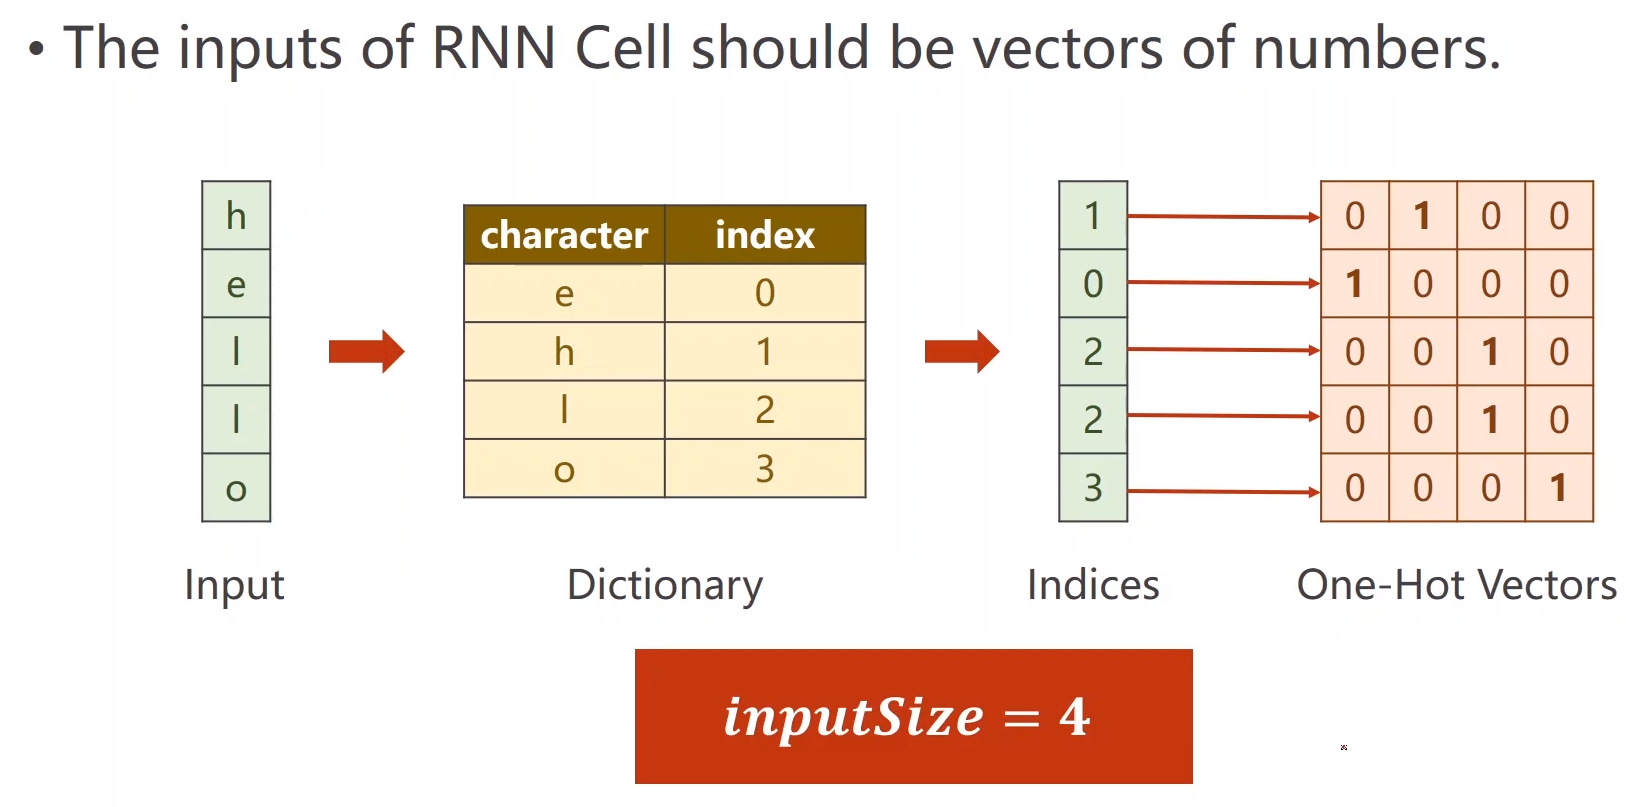 • The inputs of RNN Cell should be vectors of numbers.
h
e
l
l
o
Input
character index
e 0
h 1
l 2
o 3
Dictionary
1
0
2
2
3
Indices
0 1 0 0
1 0 0 0
0 0 1 0
0 0 1 0
0 0 0 1
One-Hot Vectors
inputSize = 4